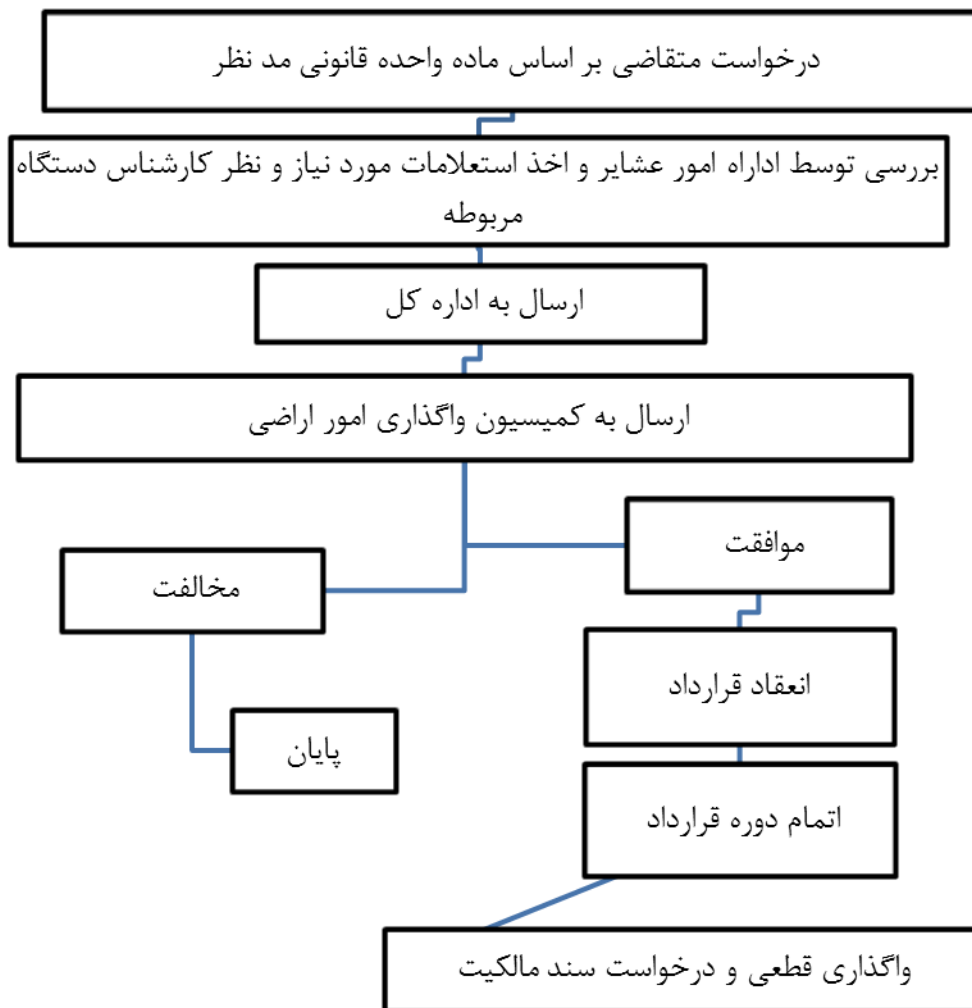 درخواست متقاضی بر اساس ماده واحده قانونی مد نظر
بررسی توسط اداراه امور عشایر و اخذ استعلامات مورد نیاز و نظر کارشناس دستگاه
مربوطه
ارسال به اداره کل
ارسال به کمیسیون واگذاری امور اراضی
موافقت
مخالفت
انعقاد قرارداد
پایان
اتمام دوره قرارداد
واگذاری قطعی و درخواست سند مالکیت